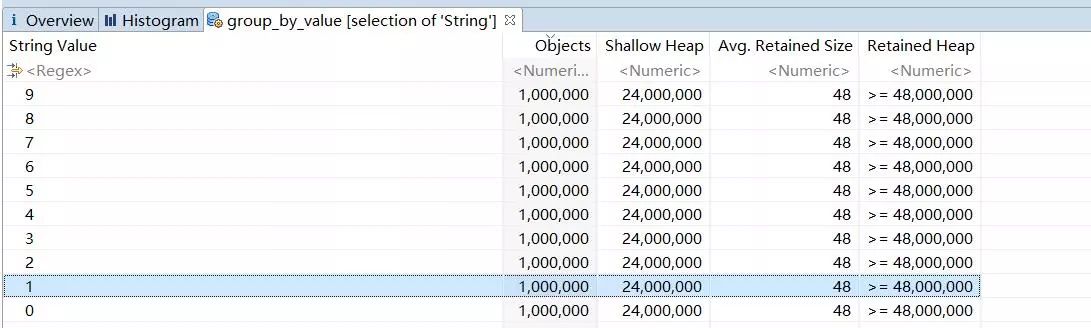 Overview Histogram group_by_value [selection of 'String']
String Value Objects Shallow Heap Avg. Retained Size Retained Heap
<Regex> <Numeri... <Numeric> <Numeric> <Numeric>
9 1,000,000 24,000,000 48 >= 48,000,000
8 1,000,000 24,000,000 48 >= 48,000,000
7 1,000,000 24,000,000 48 >= 48,000,000
6 1,000,000 24,000,000 48 >= 48,000,000
5 1,000,000 24,000,000 48 >= 48,000,000
4 1,000,000 24,000,000 48 >= 48,000,000
3 1,000,000 24,000,000 48 >= 48,000,000
2 1,000,000 24,000,000 48 >= 48,000,000
1 1,000,000 24,000,000 48 >= 48,000,000
0 1,000,000 24,000,000 48 >= 48,000,000